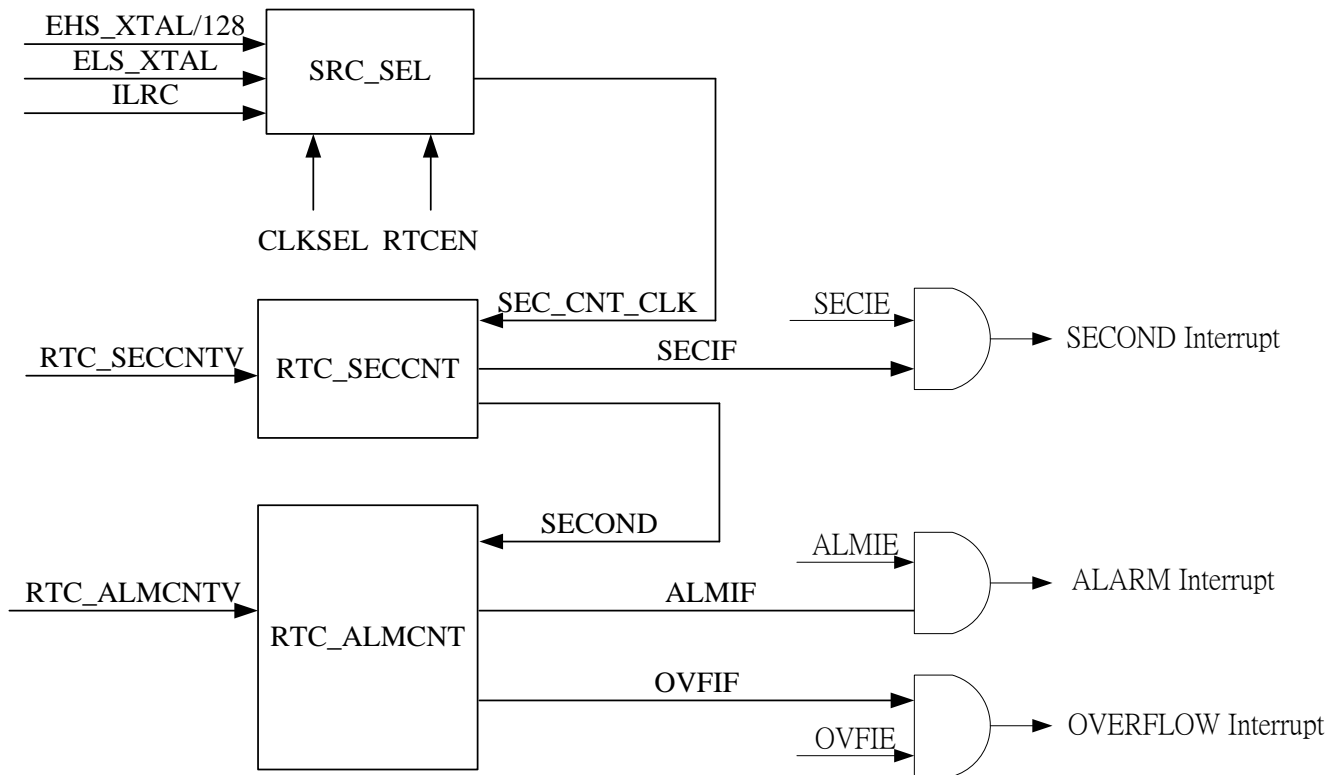 EHS_XTAL/128
ELS_XTAL
ILRC
SRC_SEL
CLKSEL RTCEN
SEC_CNT_CLK
SECIE
SECOND Interrupt
RTC_SECCNTV
RTC_SECCNT
SECIF
SECOND
ALMIE
ALARM Interrupt
RTC_ALMCNTV
RTC_ALMCNT
ALMIF
OVFIF
OVERFLOW Interrupt
OVFIE